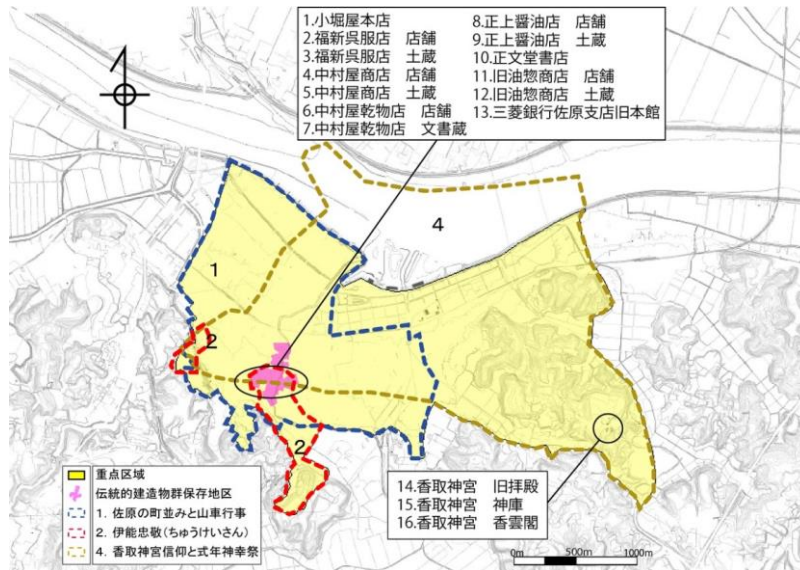 1.小堀屋本店
2.福新呉服店 店舗
3.福新呉服店 土蔵
4.中村屋商店 店舗
5.中村屋商店 土蔵
6.中村屋乾物店 店舗
7.中村屋乾物店 文書蔵
8.正上醤油店 店舗
9.正上醤油店 土蔵
10.正文堂書店
11.旧油惣商店 店舗
12.旧油惣商店 土蔵
13.三菱銀行佐原支店旧本館
4
1
2
2
重点区域
伝統的建造物群保存地区
1. 佐原の町並みと山車行事
2. 伊能忠敬(ちゅうけいさん)
4. 香取神宮信仰と式年神幸祭
14.香取神宮 旧拝殿
15.香取神宮 神庫
16.香取神宮 香雲閣
0m 500m 1000m